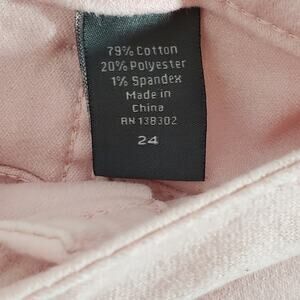 79% Cotton
20% Polyester
1% Spandex
Made in
China
RN 138302
24